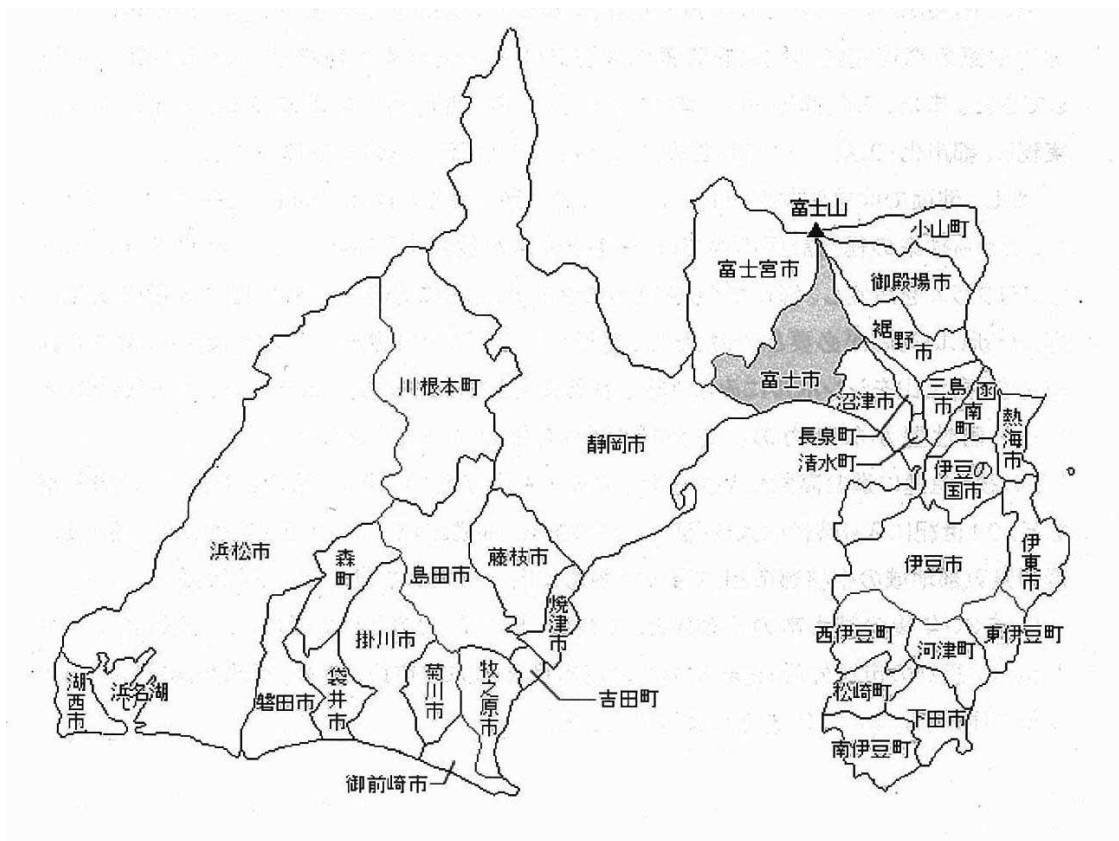 富士山
小山町
富士宮市
御殿場市
裾野市
富士市
沼津市
三島市
函南町
熱海市
川根本町
静岡市
長泉町
清水町
伊豆の国市
浜松市
森町
島田市
藤枝市
伊豆市
伊東市
焼津市
掛川市
西伊豆町
河津町
東伊豆町
湖西市
浜名湖
磐田市
袋井市
菊川市
牧之原市
吉田町
松崎町
下田市
南伊豆町
御前崎市